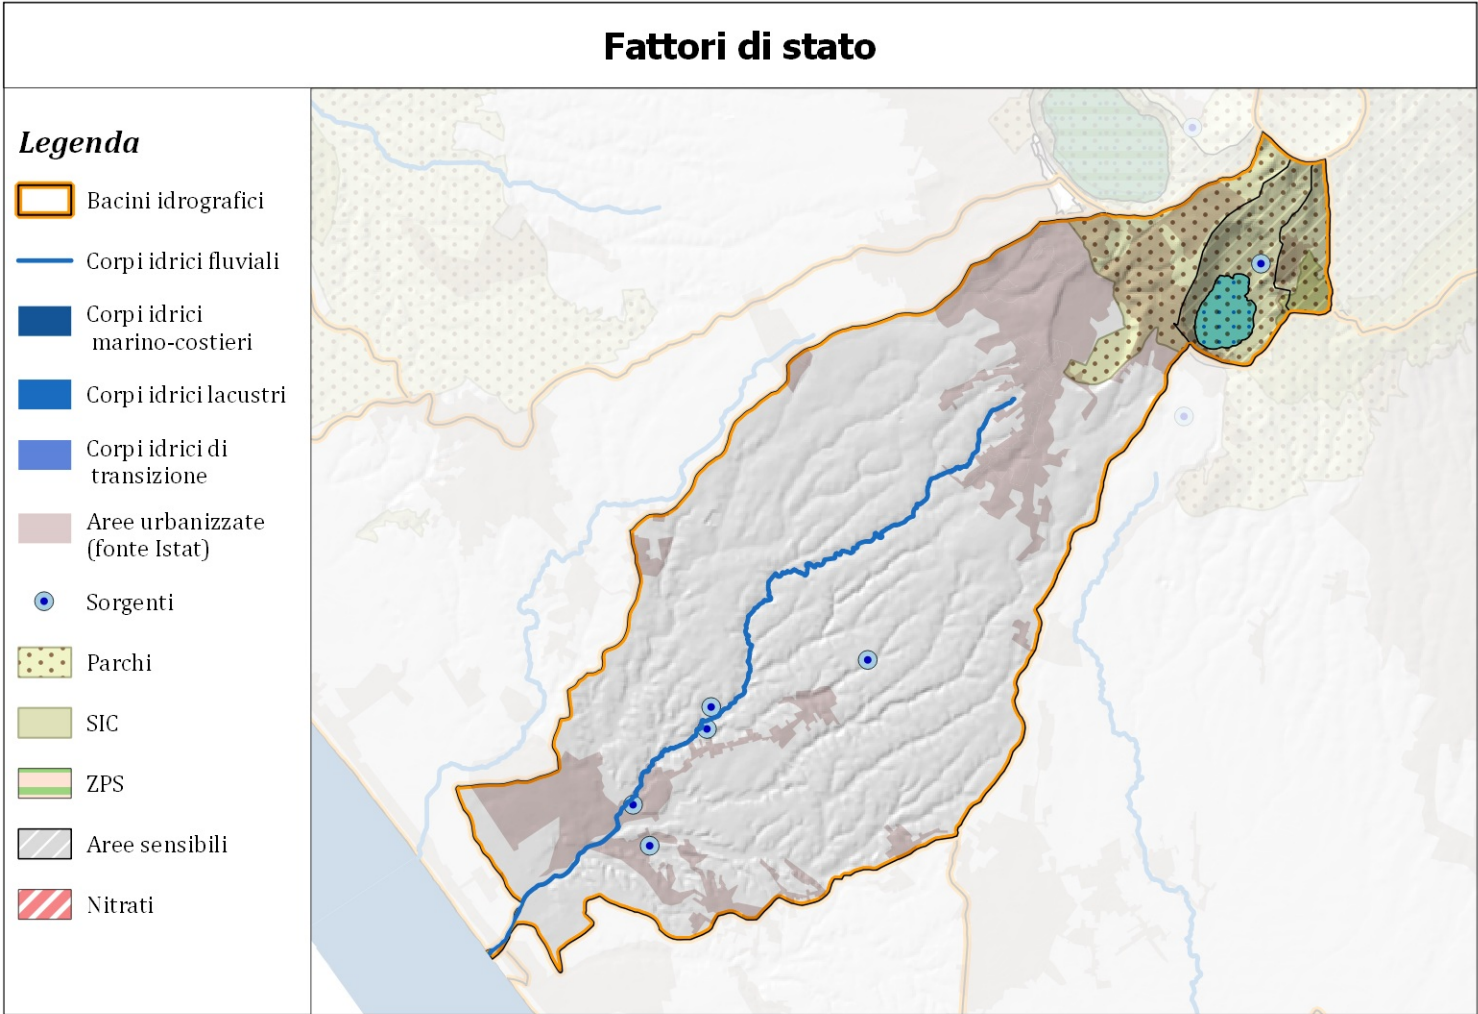 Fattori di stato
Legenda
Bacini idrografici
Corpi idrici fluviali
Corpi idrici
marino-costieri
Corpi idrici lacustri
Corpi idrici di
transizione
Aree urbanizzate
(fonte Istat)
Sorgenti
Parchi
SIC
ZPS
Aree sensibili
Nitrati